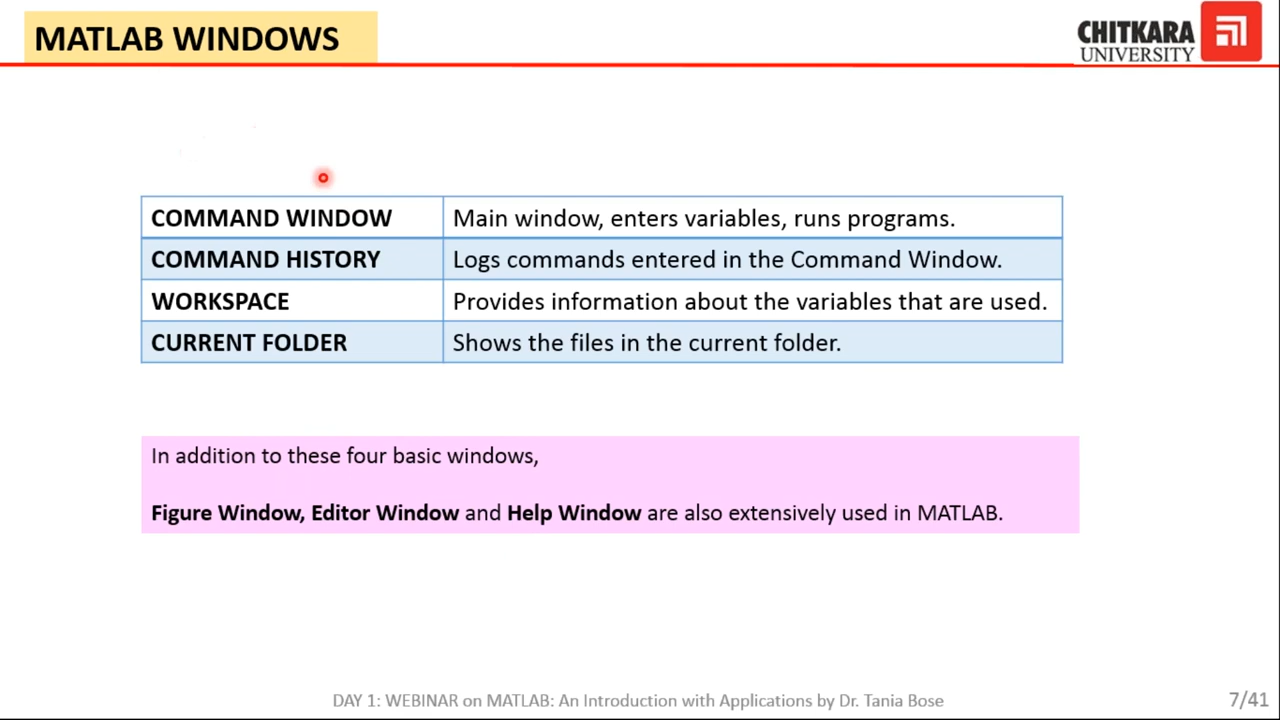 MATLAB WINDOWS
CHITKARA
UNIVERSITY
COMMAND WINDOW Main window, enters variables, runs programs.
COMMAND HISTORY Logs commands entered in the Command Window.
WORKSPACE Provides information about the variables that are used.
CURRENT FOLDER Shows the files in the current folder.
In addition to these four basic windows,
Figure Window, Editor Window and Help Window are also extensively used in MATLAB.
DAY 1: WEBINAR on MATLAB: An Introduction with Applications by Dr. Tania Bose
7/41